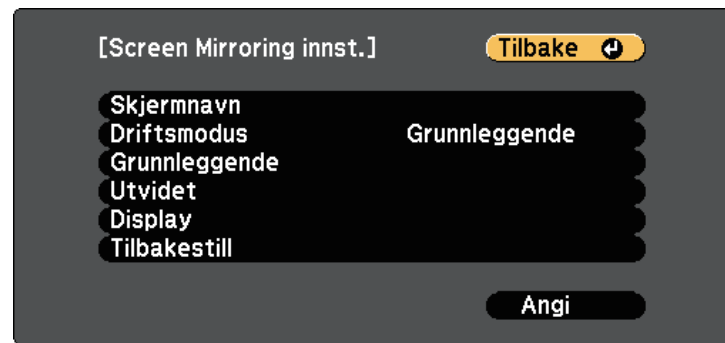 [Screen Mirroring innst.] Tilbake
Skjermnavn
Driftsmodus Grunnleggende
Grunnleggende
Utvidet
Display
Tilbakestill
Angi